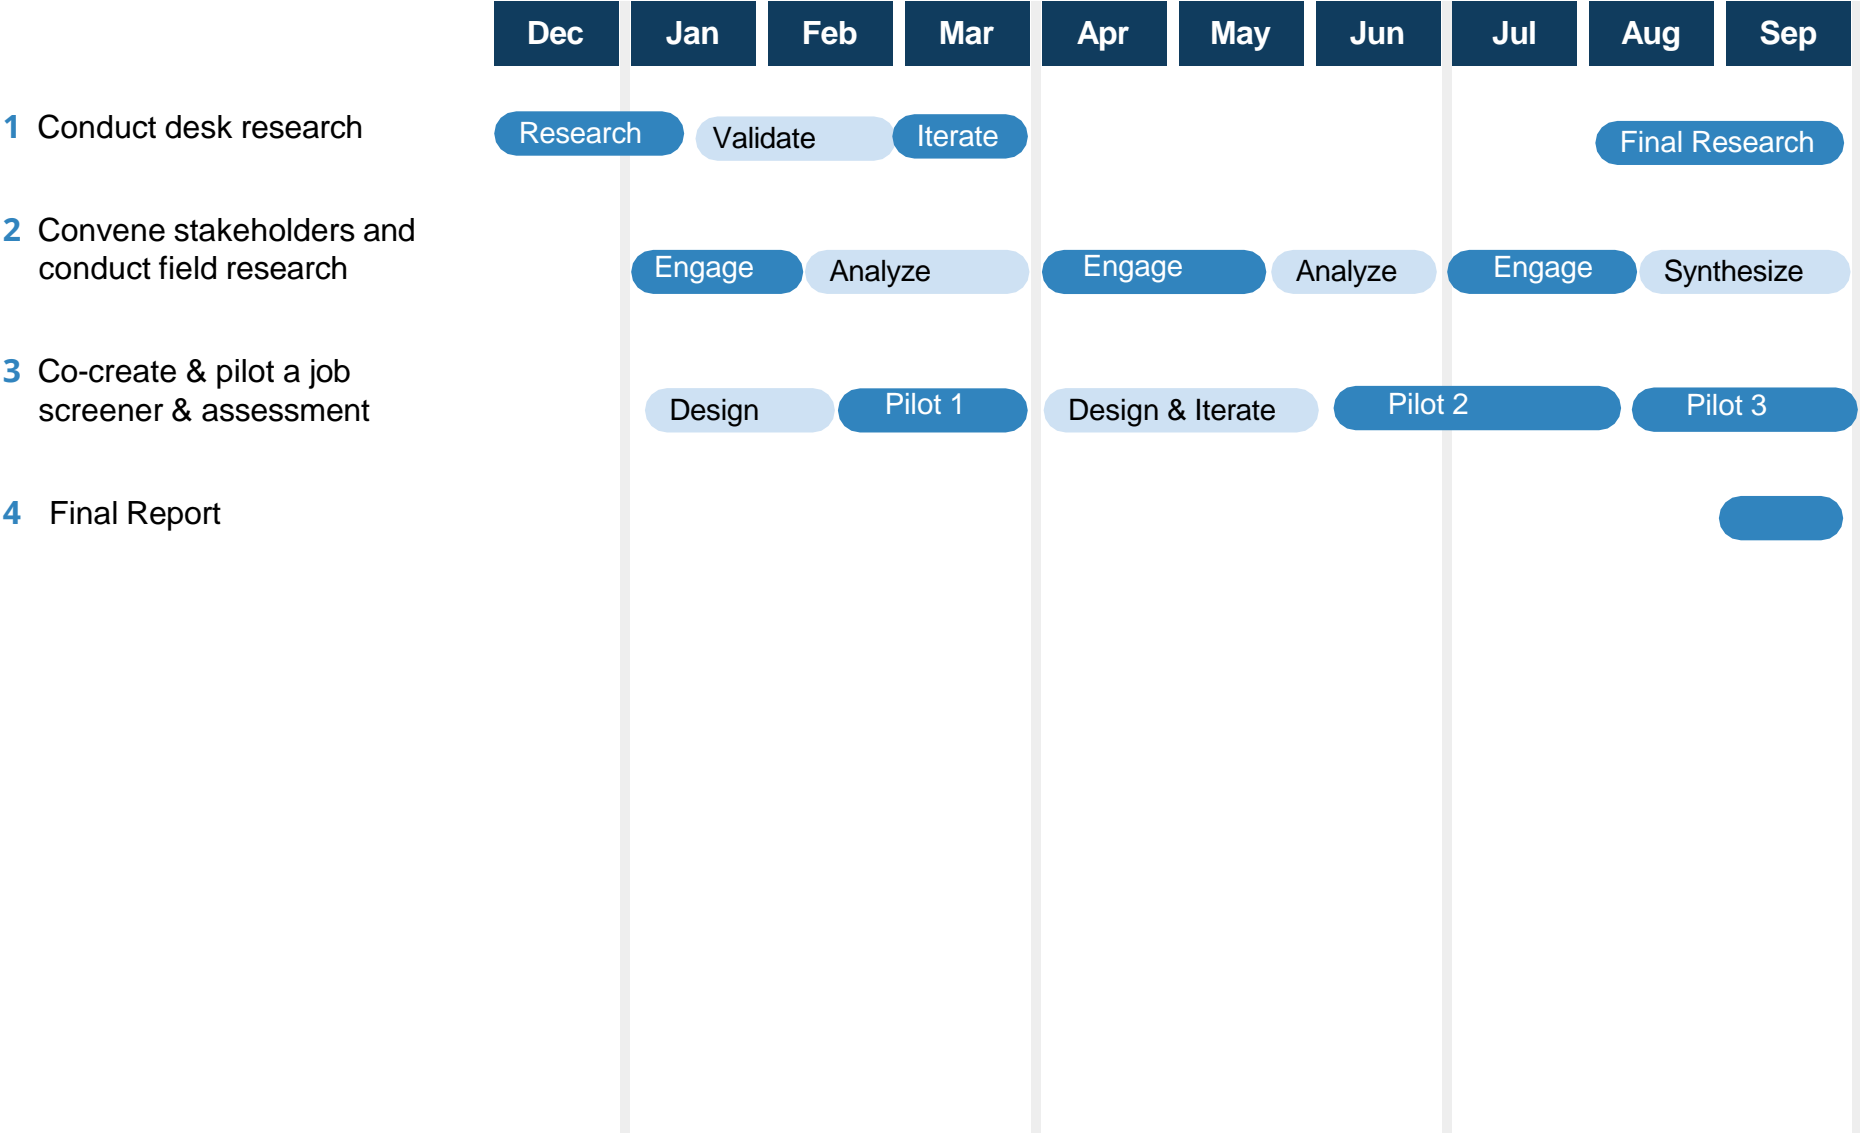 Dec Jan Feb Mar Apr May Jun Jul Aug Sep
1 Conduct desk research
Research Validate Iterate Final Research
2 Convene stakeholders and
conduct field research
Engage Analyze Engage Analyze Engage Synthesize
3 Co-create & pilot a job
screener & assessment
Design Pilot 1 Design & Iterate Pilot 2 Pilot 3
4 Final Report